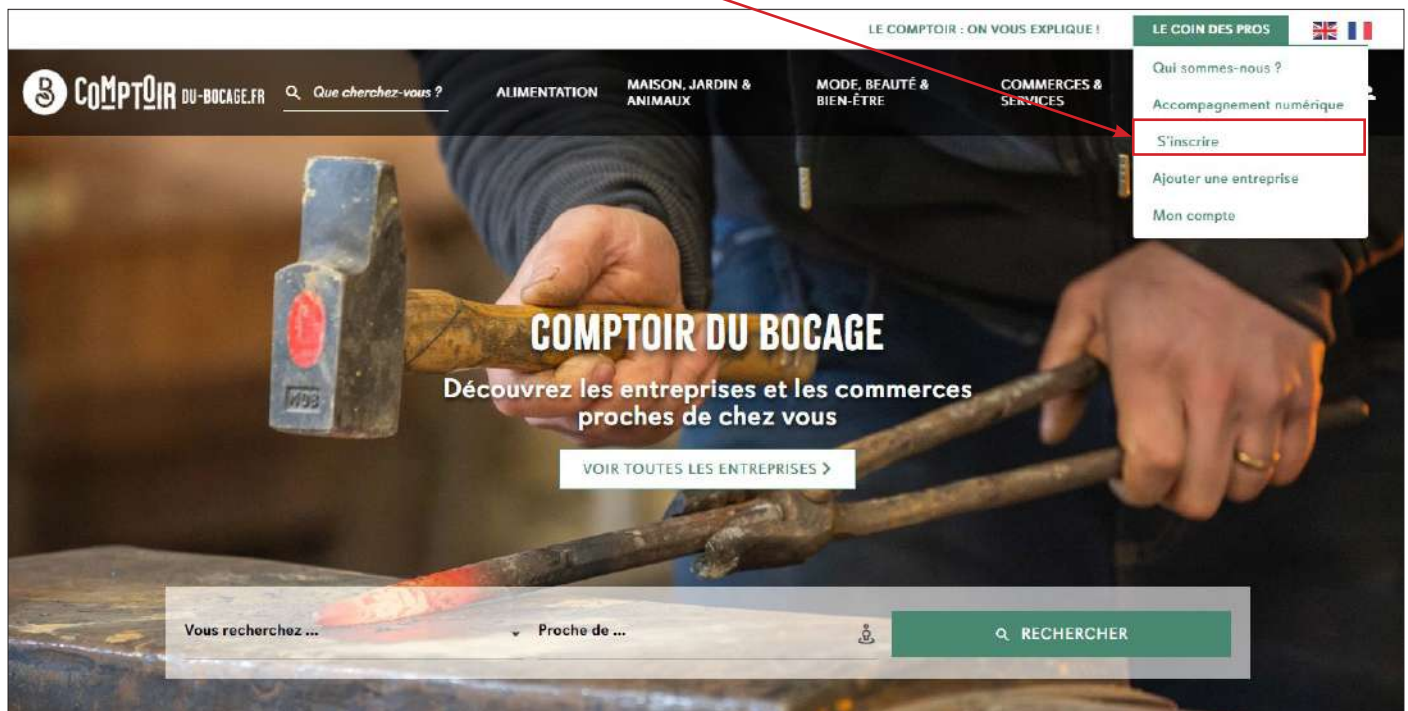 LE COMPTOIR : ON VOUS EXPLIQUE !
LE COIN DES PROS
Qui sommes-nous ?
Accompagnement numérique
S'inscrire
Ajouter une entreprise
Mon compte
COMPTOIR DU-BOCAGE.FR
Que cherchez-vous ?
ALIMENTATION
MAISON, JARDIN &
ANIMAUX
MODE, BEAUTÉ &
BIEN-ÊTRE
COMMERCES &
SERVICES
MOB
COMPTOIR DU BOCAGE
Découvrez les entreprises et les commerces
proches de chez vous
VOIR TOUTES LES ENTREPRISES >
Vous recherchez ...
Proche de ...
RECHERCHER